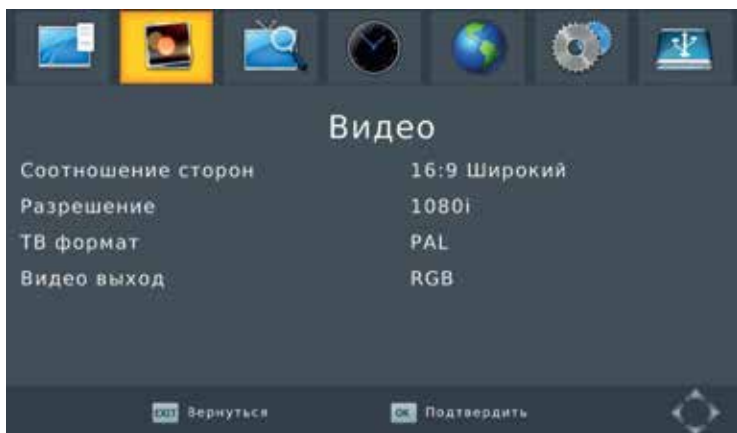 Видео
Соотношение сторон 16:9 Широкий
Разрешение 1080i
ТВ формат PAL
Видео выход RGB
EXIT Вернуться OK Подтвердить